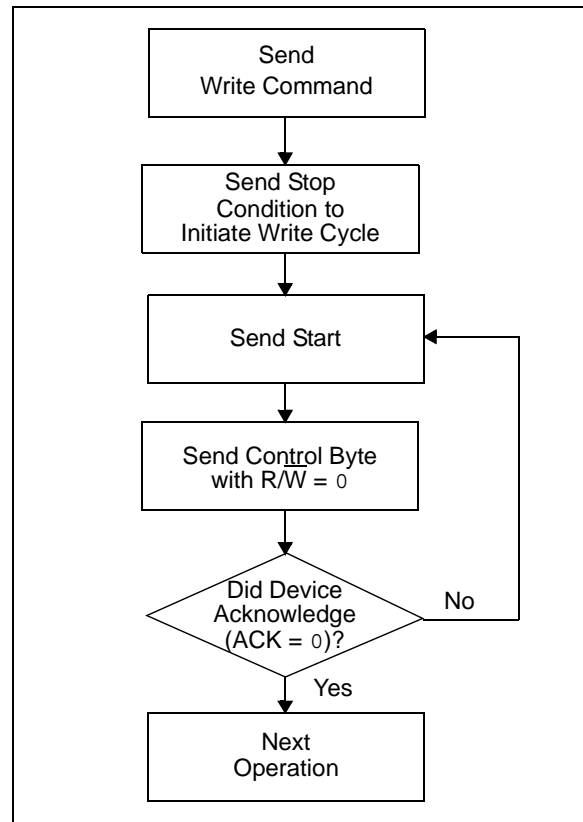 Send
Write Command
Send Stop
Condition to
Initiate Write Cycle
Send Start
Send Control Byte
with R/W̅ = 0
Did Device
Acknowledge
(ACK = 0)?
No
Yes
Next
Operation